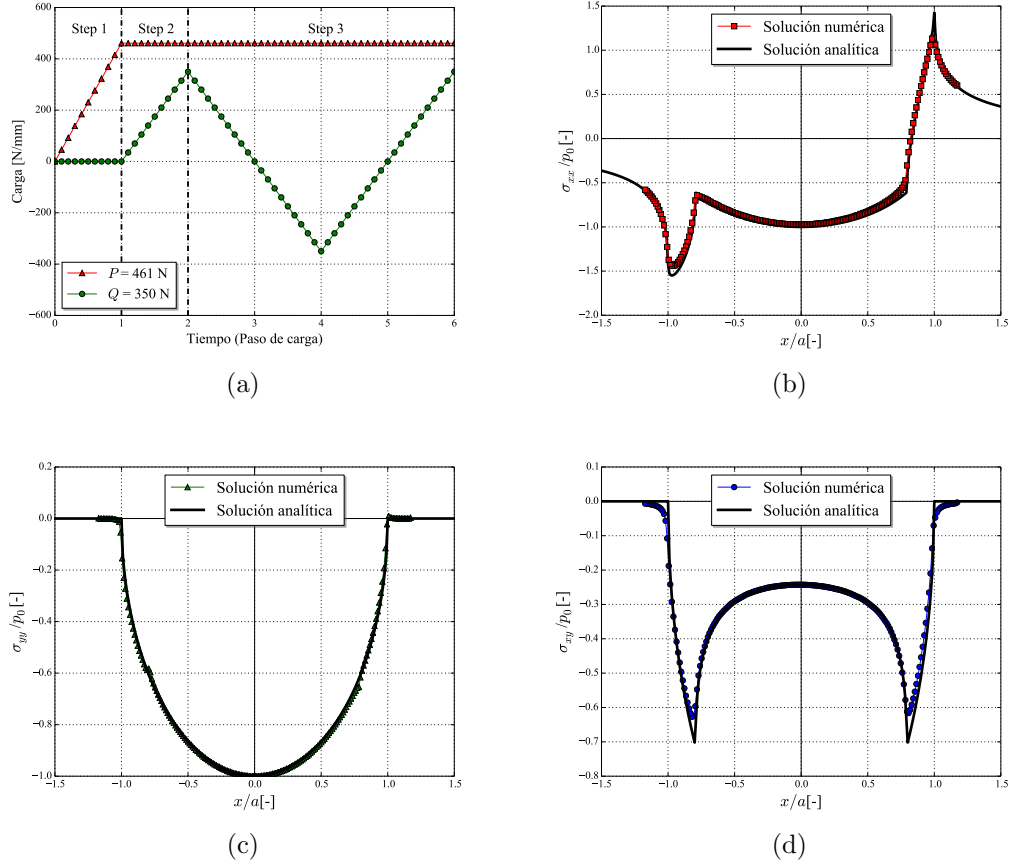 Step 1
Step 2
Step 3
Carga [N/mm]
600
400
200
0
−200
−400
−600
P = 461 N
Q = 350 N
0 1 2 3 4 5 6
Tiempo (Paso de carga)
(a)
Solución numérica
Solución analítica
σxx/p0[-]
1.5
1.0
0.5
0.0
−0.5
−1.0
−1.5
−2.0
−1.5 −1.0 −0.5 0.0 0.5 1.0 1.5
x/a[-]
(b)
Solución numérica
Solución analítica
σyy/p0[-]
0.2
0.0
−0.2
−0.4
−0.6
−0.8
−1.0
−1.5 −1.0 −0.5 0.0 0.5 1.0 1.5
x/a[-]
(c)
Solución numérica
Solución analítica
σxy/p0[-]
0.1
0.0
−0.1
−0.2
−0.3
−0.4
−0.5
−0.6
−0.7
−0.8
−1.5 −1.0 −0.5 0.0 0.5 1.0 1.5
x/a[-]
(d)